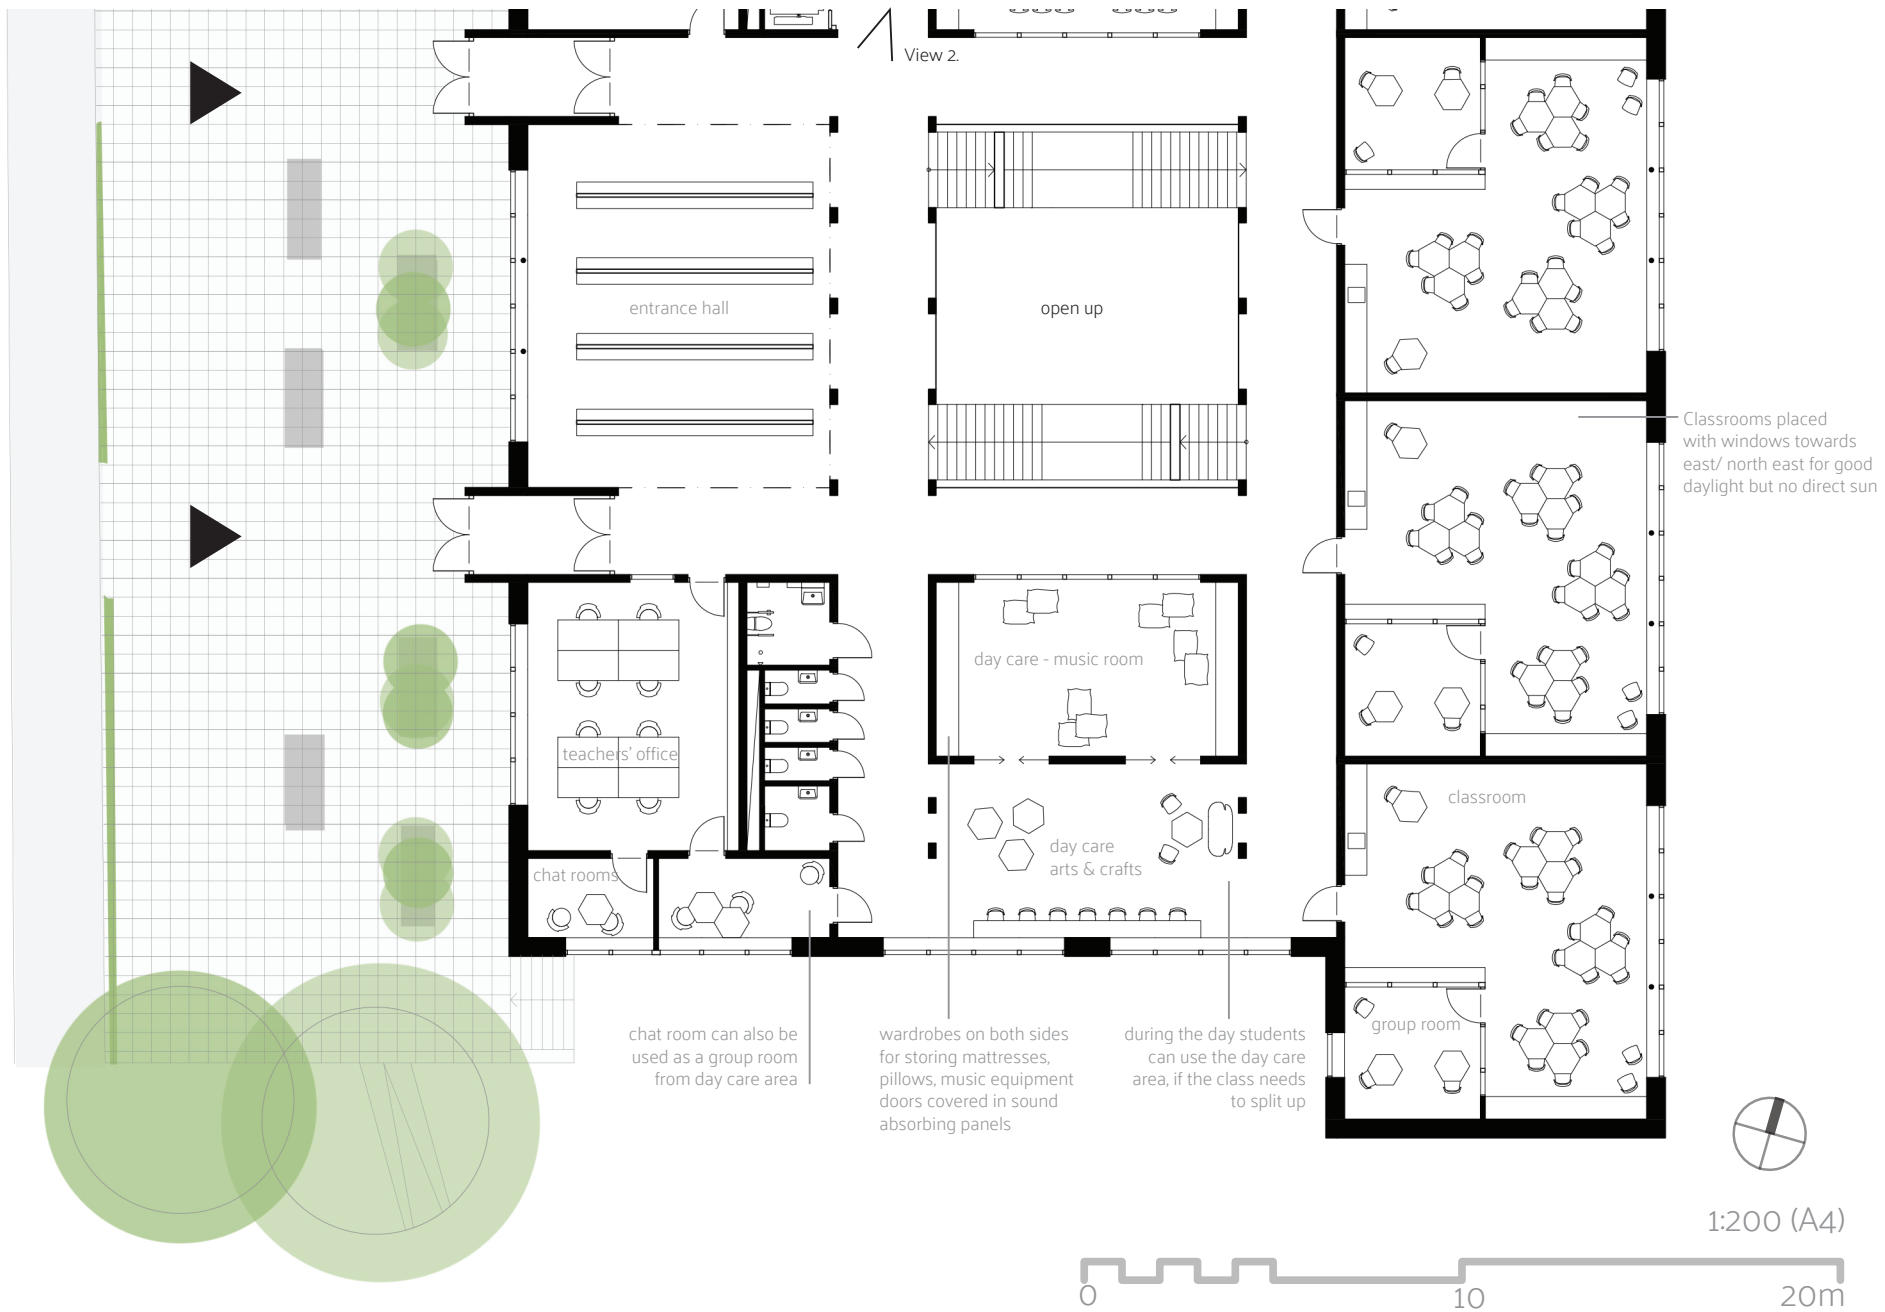 View 2.
entrance hall
open up
Classrooms placed
with windows towards
east/ north east for good
daylight but no direct sun
day care - music room
teachers' office
classroom
day care
arts & crafts
chat rooms
group room
chat room can also be
used as a group room
from day care area
wardrobes on both sides
for storing mattresses,
pillows, music equipment
doors covered in sound
absorbing panels
during the day students
can use the day care
area, if the class needs
to split up
1:200 (A4)
0
10
20m